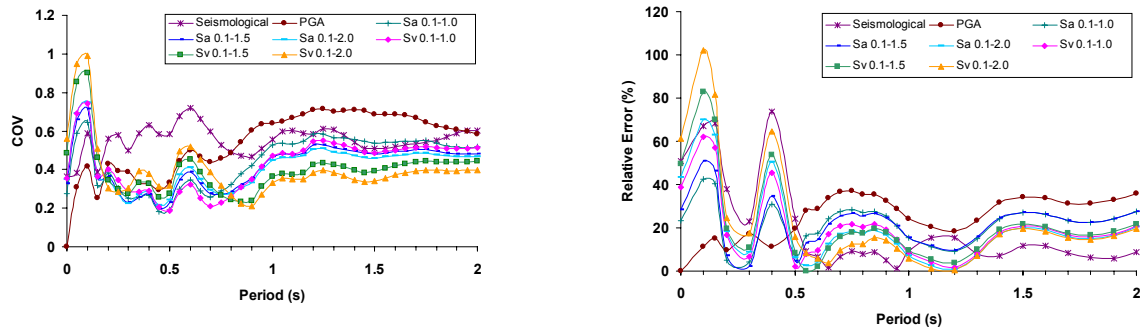 Seismological PGA Sa 0.1-1.0
Sa 0.1-1.5 Sa 0.1-2.0 Sv 0.1-1.0
Sv 0.1-1.5 Sv 0.1-2.0
1.2
1
0.8
0.6
0.4
0.2
0
COV
0 0.5 1 1.5 2
Period (s)
Seismological PGA Sa 0.1-1.0
Sa 0.1-1.5 Sa 0.1-2.0 Sv 0.1-1.0
Sv 0.1-1.5 Sv 0.1-2.0
120
100
80
60
40
20
0
Relative Error (%)
0 0.5 1 1.5 2
Period (s)